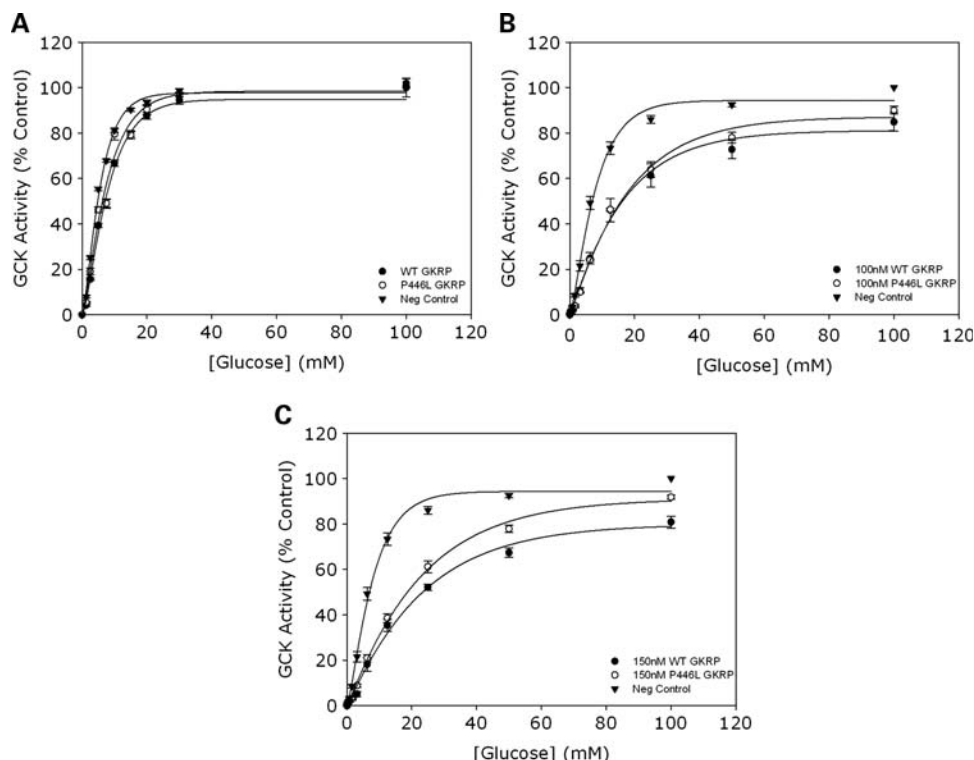 A
GCK Activity (% Control)
120
100
80
60
40
20
0
WT GKRP
P446L GKRP
Neg Control
0 20 40 60 80 100 120
[Glucose] (mM)
B
GCK Activity (% Control)
120
100
80
60
40
20
0
100nM WT GKRP
100nM P446L GKRP
Neg Control
0 20 40 60 80 100 120
[Glucose] (mM)
C
GCK Activity (% Control)
120
100
80
60
40
20
0
150nM WT GKRP
150nM P446L GKRP
Neg Control
0 20 40 60 80 100 120
[Glucose] (mM)